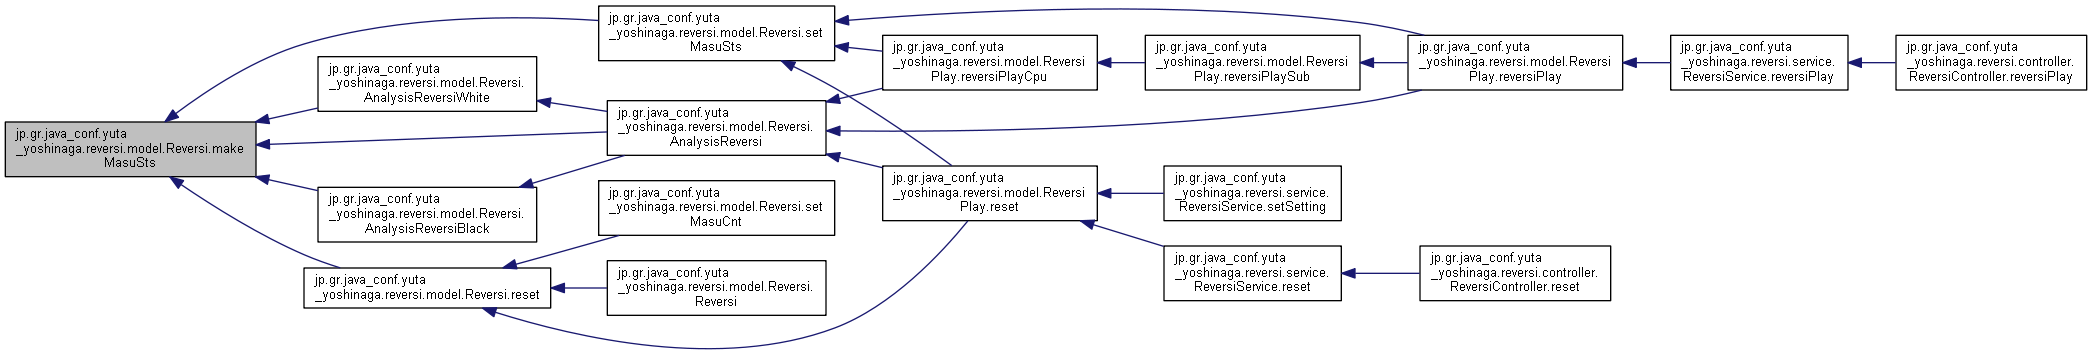 jp.gr.java_conf.yuta
_yoshinaga.reversi.model.Reversi.make
MasuSts
jp.gr.java_conf.yuta
_yoshinaga.reversi.model.Reversi.set
MasuSts
jp.gr.java_conf.yuta
_yoshinaga.reversi.model.Reversi.
AnalysisReversiWhite
jp.gr.java_conf.yuta
_yoshinaga.reversi.model.Reversi.
AnalysisReversi
jp.gr.java_conf.yuta
_yoshinaga.reversi.model.Reversi.
AnalysisReversiBlack
jp.gr.java_conf.yuta
_yoshinaga.reversi.model.Reversi.reset
jp.gr.java_conf.yuta
_yoshinaga.reversi.model.Reversi.set
MasuCnt
jp.gr.java_conf.yuta
_yoshinaga.reversi.model.Reversi.
Reversi
jp.gr.java_conf.yuta
_yoshinaga.reversi.model.Reversi
Play.reversiPlayCpu
jp.gr.java_conf.yuta
_yoshinaga.reversi.model.Reversi
Play.reversiPlaySub
jp.gr.java_conf.yuta
_yoshinaga.reversi.model.Reversi
Play.reversiPlay
jp.gr.java_conf.yuta
_yoshinaga.reversi.service.
ReversiService.reversiPlay
jp.gr.java_conf.yuta
_yoshinaga.reversi.controller.
ReversiController.reversiPlay
jp.gr.java_conf.yuta
_yoshinaga.reversi.model.Reversi
Play.reset
jp.gr.java_conf.yuta
_yoshinaga.reversi.service.
ReversiService.setSetting
jp.gr.java_conf.yuta
_yoshinaga.reversi.service.
ReversiService.reset
jp.gr.java_conf.yuta
_yoshinaga.reversi.controller.
ReversiController.reset